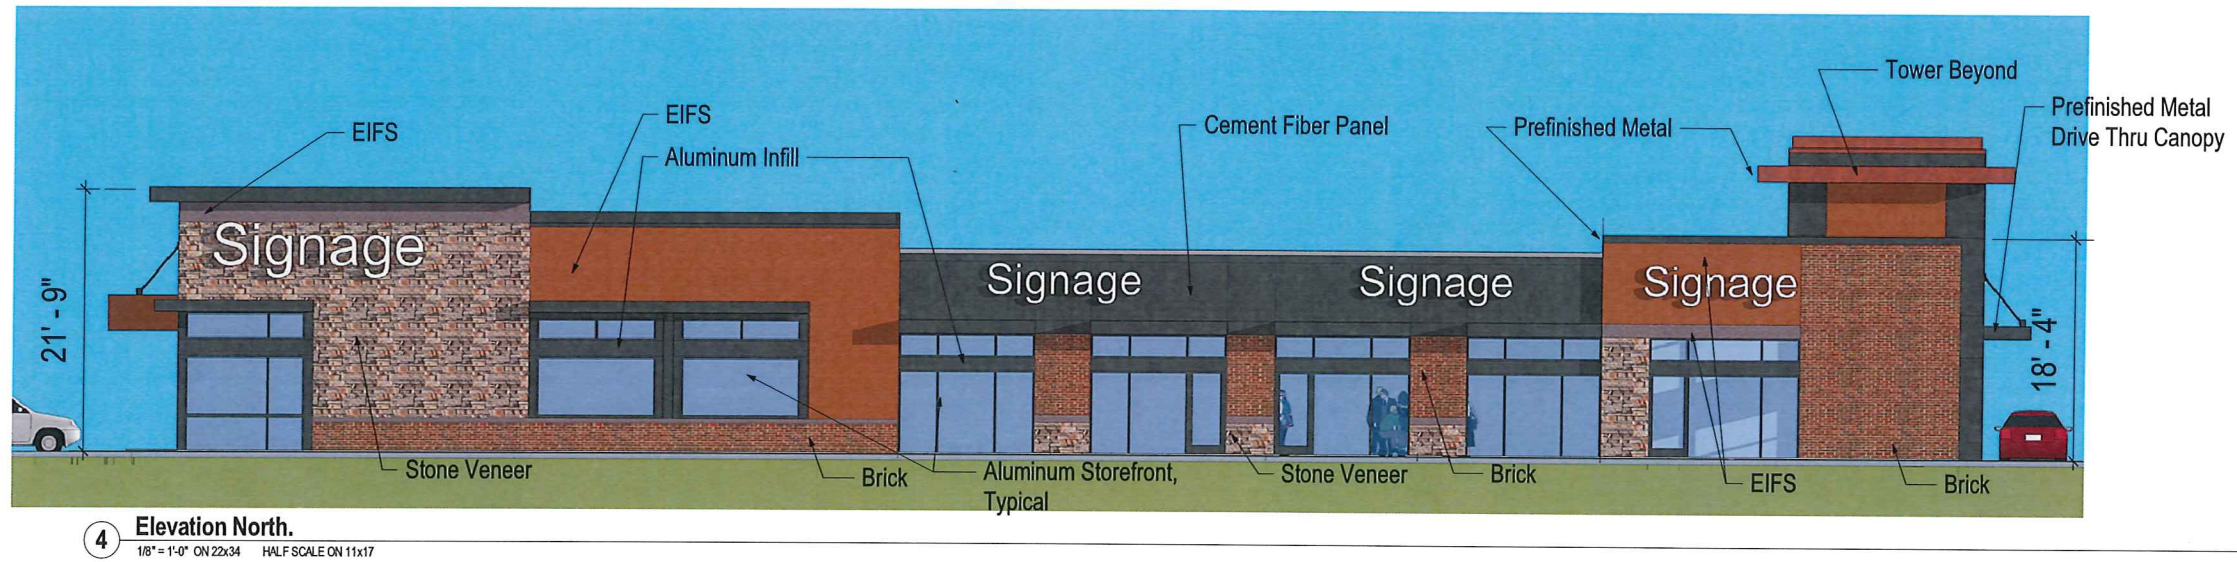 Tower Beyond
Prefinished Metal
Drive Thru Canopy
EIFS
EIFS
Cement Fiber Panel
Prefinished Metal
Aluminum Infill
Signage
Signage
Signage
Signage
21' - 9"
18' - 4"
Stone Veneer
Brick
Aluminum Storefront,
Typical
Stone Veneer
Brick
EIFS
Brick
4
Elevation North.
1/8" = 1'-0" ON 22x34 HALF SCALE ON 11x17